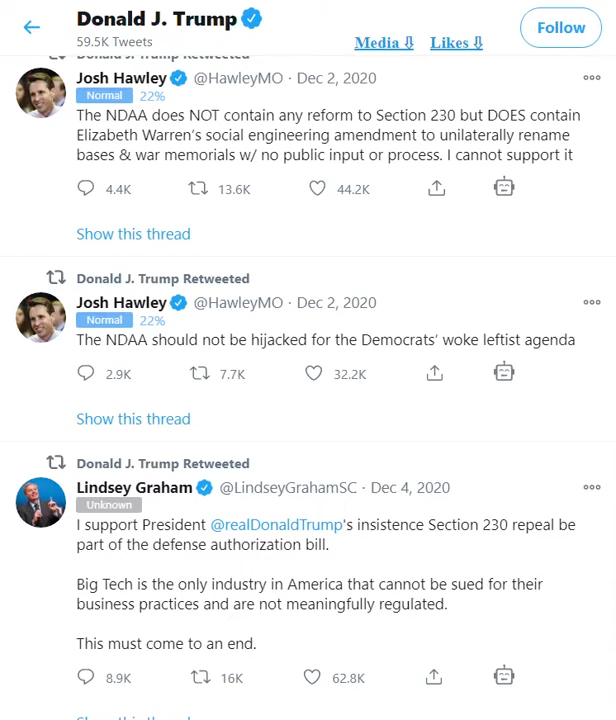 Donald J. Trump
59.5K Tweets
Media ⇩ Likes ⇩
Follow
Donald J. Trump Retweeted
Josh Hawley @HawleyMO · Dec 2, 2020
Normal 22%
The NDAA does NOT contain any reform to Section 230 but DOES contain
Elizabeth Warren's social engineering amendment to unilaterally rename
bases & war memorials w/ no public input or process. I cannot support it
4.4K 13.6K 44.2K
Show this thread
Donald J. Trump Retweeted
Josh Hawley @HawleyMO · Dec 2, 2020
Normal 22%
The NDAA should not be hijacked for the Democrats' woke leftist agenda
2.9K 7.7K 32.2K
Show this thread
Donald J. Trump Retweeted
Lindsey Graham @LindseyGrahamSC · Dec 4, 2020
Unknown
I support President @realDonaldTrump's insistence Section 230 repeal be
part of the defense authorization bill.
Big Tech is the only industry in America that cannot be sued for their
business practices and are not meaningfully regulated.
This must come to an end.
8.9K 16K 62.8K
Show this thread